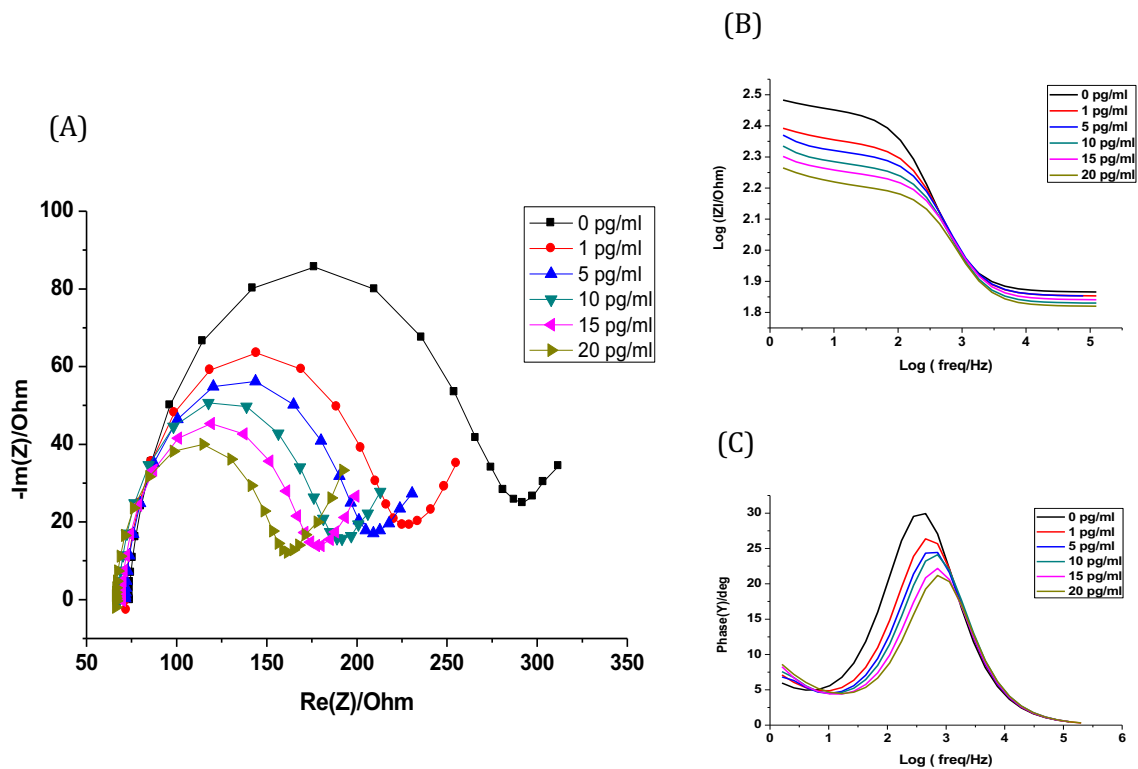 (A)
-Im(Z)/Ohm
100
80
60
40
20
0
50
100
150
200
250
300
350
Re(Z)/Ohm
0 pg/ml
1 pg/ml
5 pg/ml
10 pg/ml
15 pg/ml
20 pg/ml
(B)
Log (IZI/Ohm)
2.5
2.4
2.3
2.2
2.1
2.0
1.9
1.8
0
1
2
3
4
5
Log ( freq/Hz)
0 pg/ml
1 pg/ml
5 pg/ml
10 pg/ml
15 pg/ml
20 pg/ml
(C)
Phase(Y)/deg
30
25
20
15
10
5
0
0
1
2
3
4
5
6
Log ( freq/Hz)
0 pg/ml
1 pg/ml
5 pg/ml
10 pg/ml
15 pg/ml
20 pg/ml